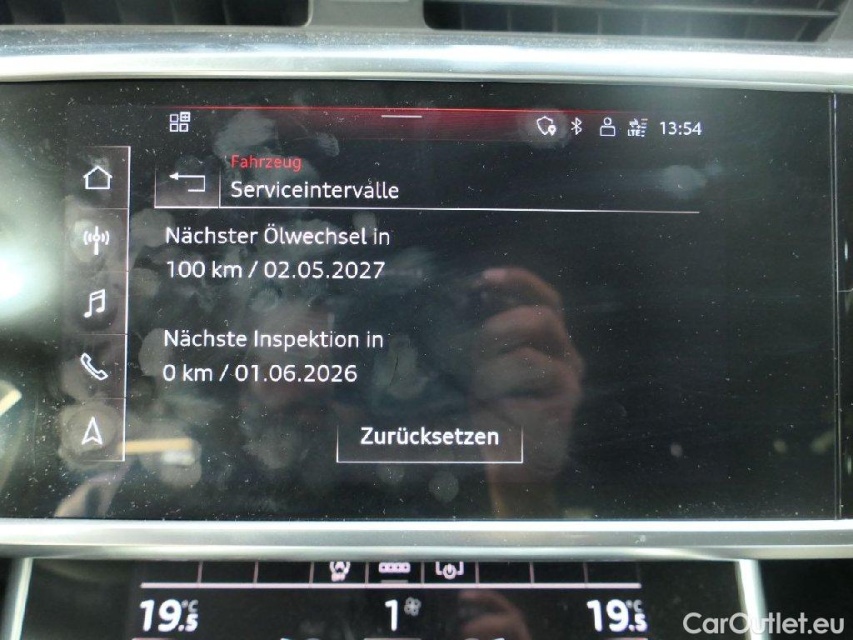 13:54
Fahrzeug
Serviceintervalle
Nächster Ölwechsel in
100 km / 02.05.2027
Nächste Inspektion in
0 km / 01.06.2026
Zurücksetzen
19.5°C 1 19.5°C
CarOutlet.eu